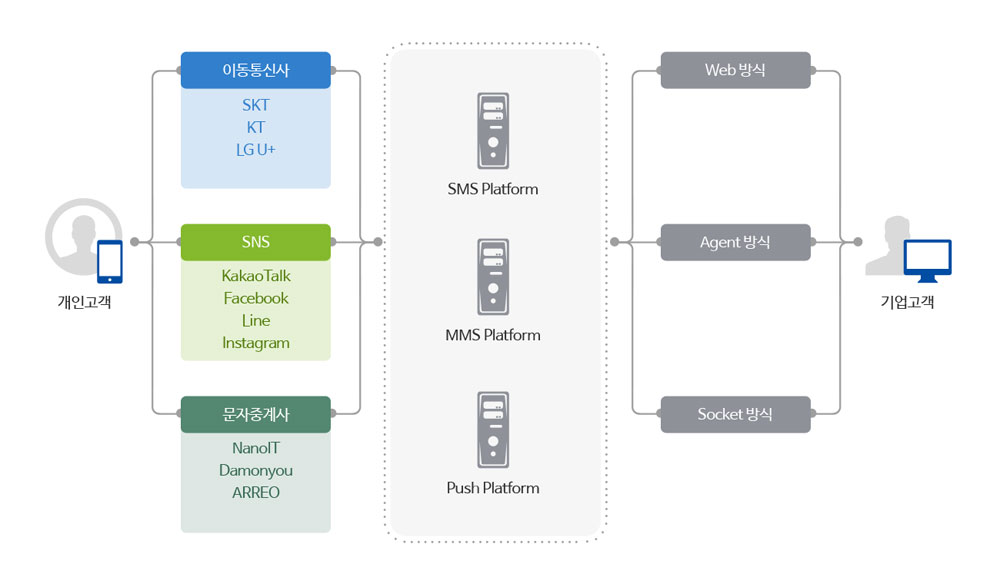 개인고객
이동통신사
SKT
KT
LG U+
SNS
KakaoTalk
Facebook
Line
Instagram
문자중계사
NanoIT
Damonyou
ARREO
SMS Platform
MMS Platform
Push Platform
Web 방식
Agent 방식
Socket 방식
기업고객